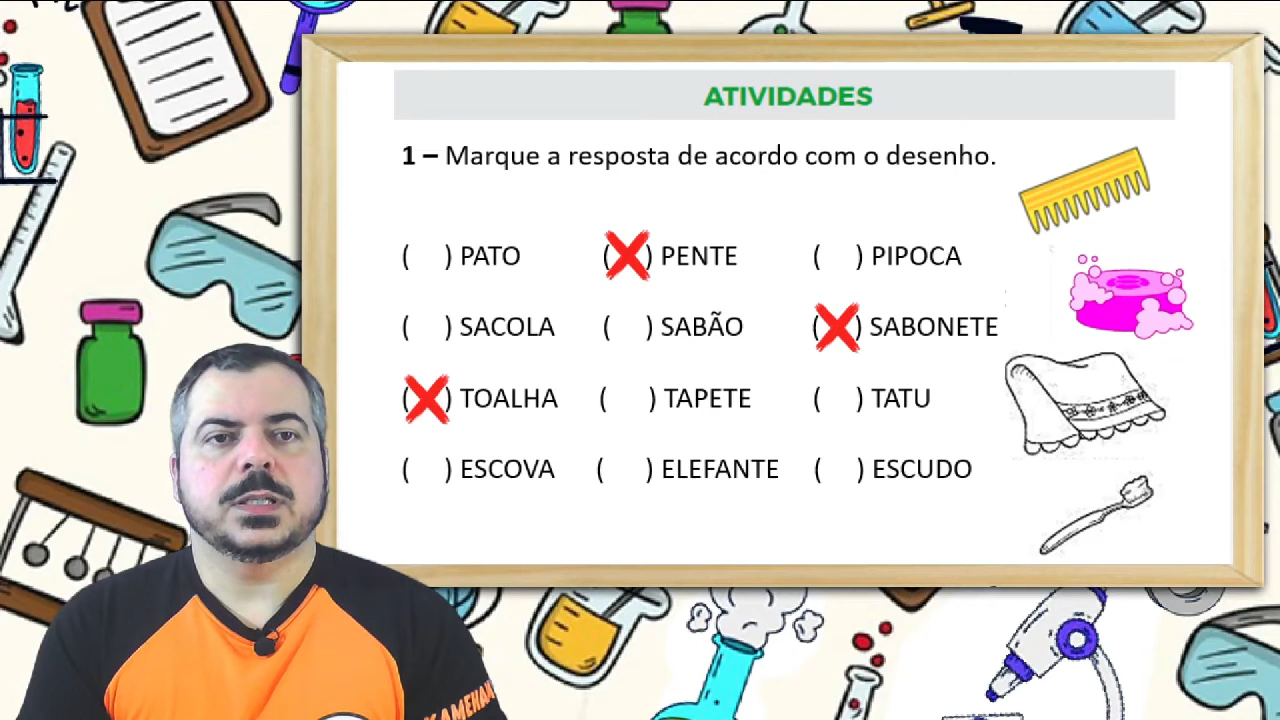 ATIVIDADES
1 – Marque a resposta de acordo com o desenho.
( ) PATO ( ) PENTE ( ) PIPOCA
( ) SACOLA ( ) SABÃO ( ) SABONETE
( ) TOALHA ( ) TAPETE ( ) TATU
( ) ESCOVA ( ) ELEFANTE ( ) ESCUDO